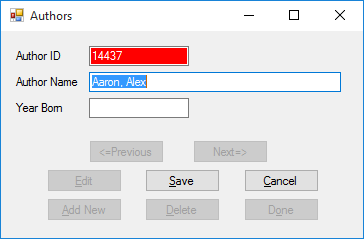 Authors
Author ID 14437
Author Name Aaron, Alex
Year Born
<=Previous Next=>
Edit Save Cancel
Add New Delete Done